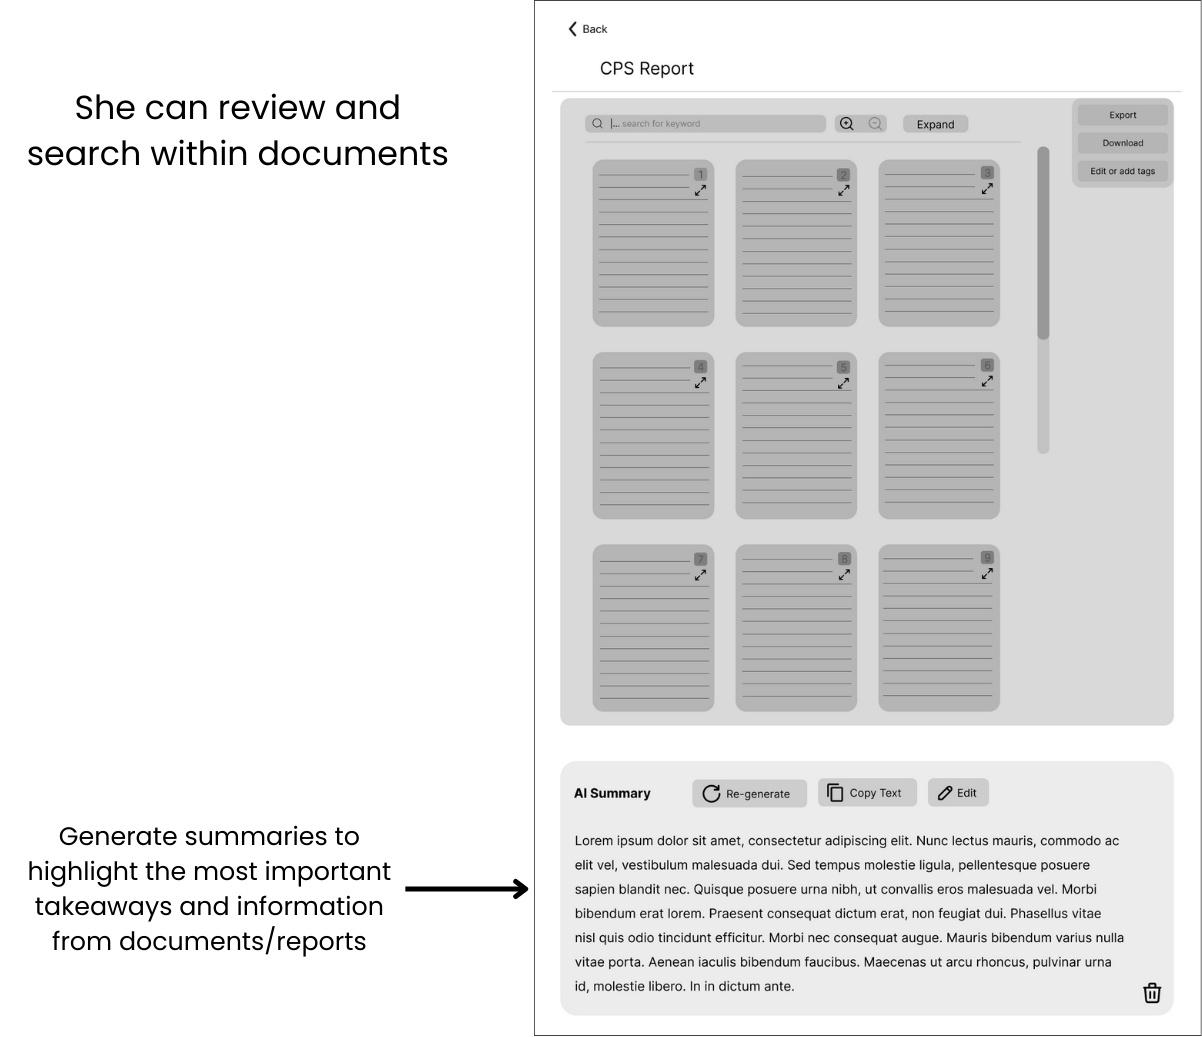 She can review and
search within documents
Back
CPS Report
|... search for keyword
Expand
Export
Download
Edit or add tags
1
2
3
4
5
6
7
8
9
Generate summaries to
highlight the most important
takeaways and information
from documents/reports
AI Summary
Re-generate
Copy Text
Edit
Lorem ipsum dolor sit amet, consectetur adipiscing elit. Nunc lectus mauris, commodo ac
elit vel, vestibulum malesuada dui. Sed tempus molestie ligula, pellentesque posuere
sapien blandit nec. Quisque posuere urna nibh, ut convallis eros malesuada vel. Morbi
bibendum erat lorem. Praesent consequat dictum erat, non feugiat dui. Phasellus vitae
nisl quis odio tincidunt efficitur. Morbi nec consequat augue. Mauris bibendum varius nulla
vitae porta. Aenean iaculis bibendum faucibus. Maecenas ut arcu rhoncus, pulvinar urna
id, molestie libero. In in dictum ante.